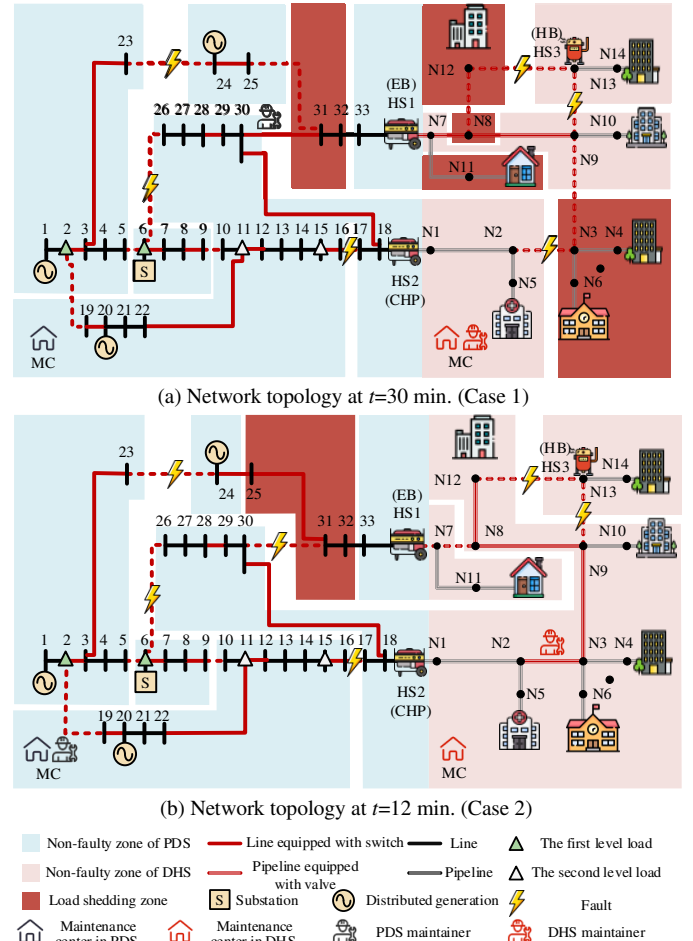 23
24 25
(HB)
HS3 N14
N12
N13
(EB)
HS1
26 27 28 29 30
31 32 33
N7
N8
N10
N9
N11
1 2 3 4 5 6 7 8 9 10 11 12 13 14 15 16 17 18
S
N1 N2 N3 N4
HS2
(CHP)
N5 N6
19 20 21 22
MC
MC
(a) Network topology at t=30 min. (Case 1)
23
24 25
(HB)
HS3 N14
N12
N13
(EB)
HS1
26 27 28 29 30
31 32 33
N7
N8
N10
N9
N11
1 2 3 4 5 6 7 8 9 10 11 12 13 14 15 16 17 18
S
N1 N2 N3 N4
HS2
(CHP)
N5 N6
19 20 21 22
MC
MC
(b) Network topology at t=12 min. (Case 2)
Non-faulty zone of PDS Line equipped with switch Line The first level load
Non-faulty zone of DHS Pipeline equipped with valve Pipeline The second level load
Load shedding zone S Substation Distributed generation Fault
Maintenance center in PDS Maintenance center in DHS PDS maintainer DHS maintainer